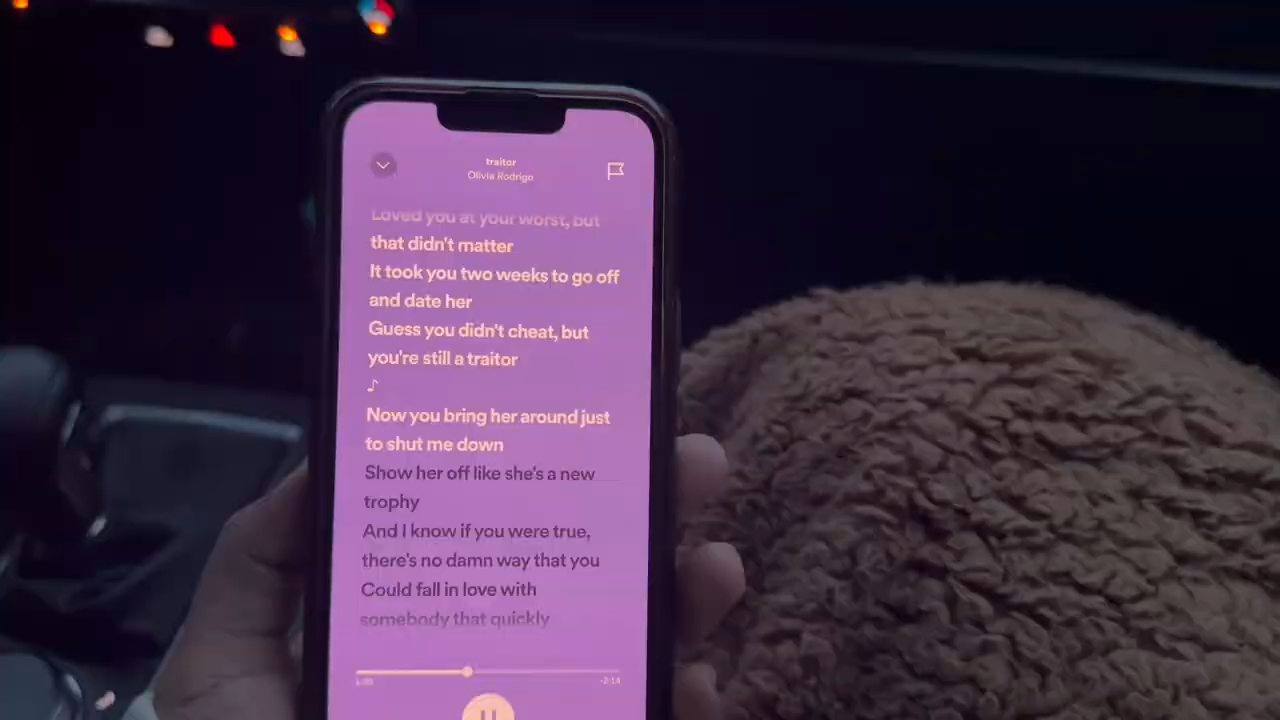 traitor
Olivia Rodrigo
Loved you at your worst, but
that didn't matter
It took you two weeks to go off
and date her
Guess you didn't cheat, but
you're still a traitor
♪
Now you bring her around just
to shut me down
Show her off like she's a new
trophy
And I know if you were true,
there's no damn way that you
Could fall in love with
somebody that quickly
-2:14